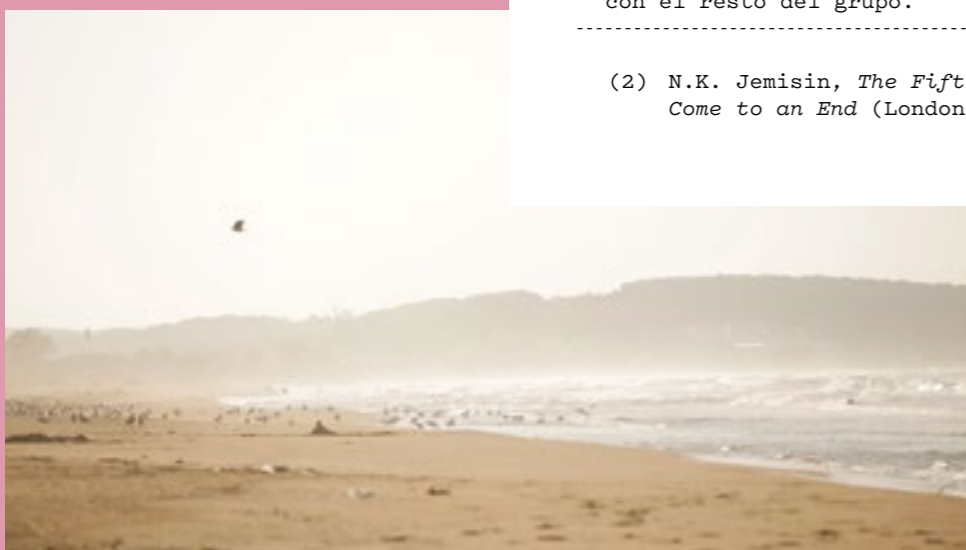 con el resto del grupo.
(2) N.K. Jemisin, The Fift
Come to an End (London